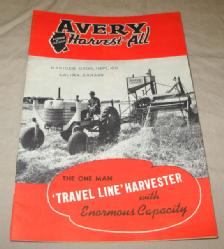 AVERY
Harvest All
SALINA, KANSAS
THE ONE MAN
'TRAVEL LINE' HARVESTER
with
Enormous Capacity